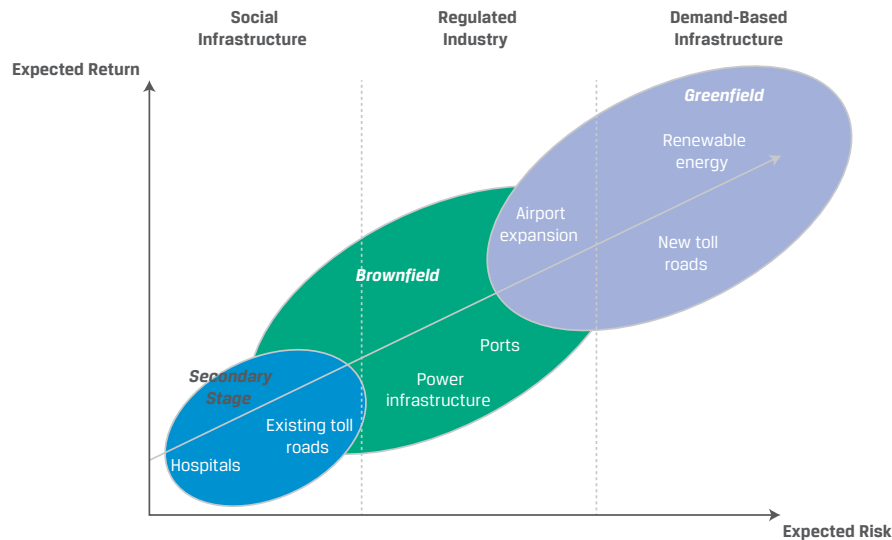 Social
Infrastructure
Regulated
Industry
Demand-Based
Infrastructure
Expected Return
Greenfield
Renewable
energy
Airport
expansion
New toll
roads
Brownfield
Ports
Power
infrastructure
Secondary
Stage
Existing toll
roads
Hospitals
Expected Risk